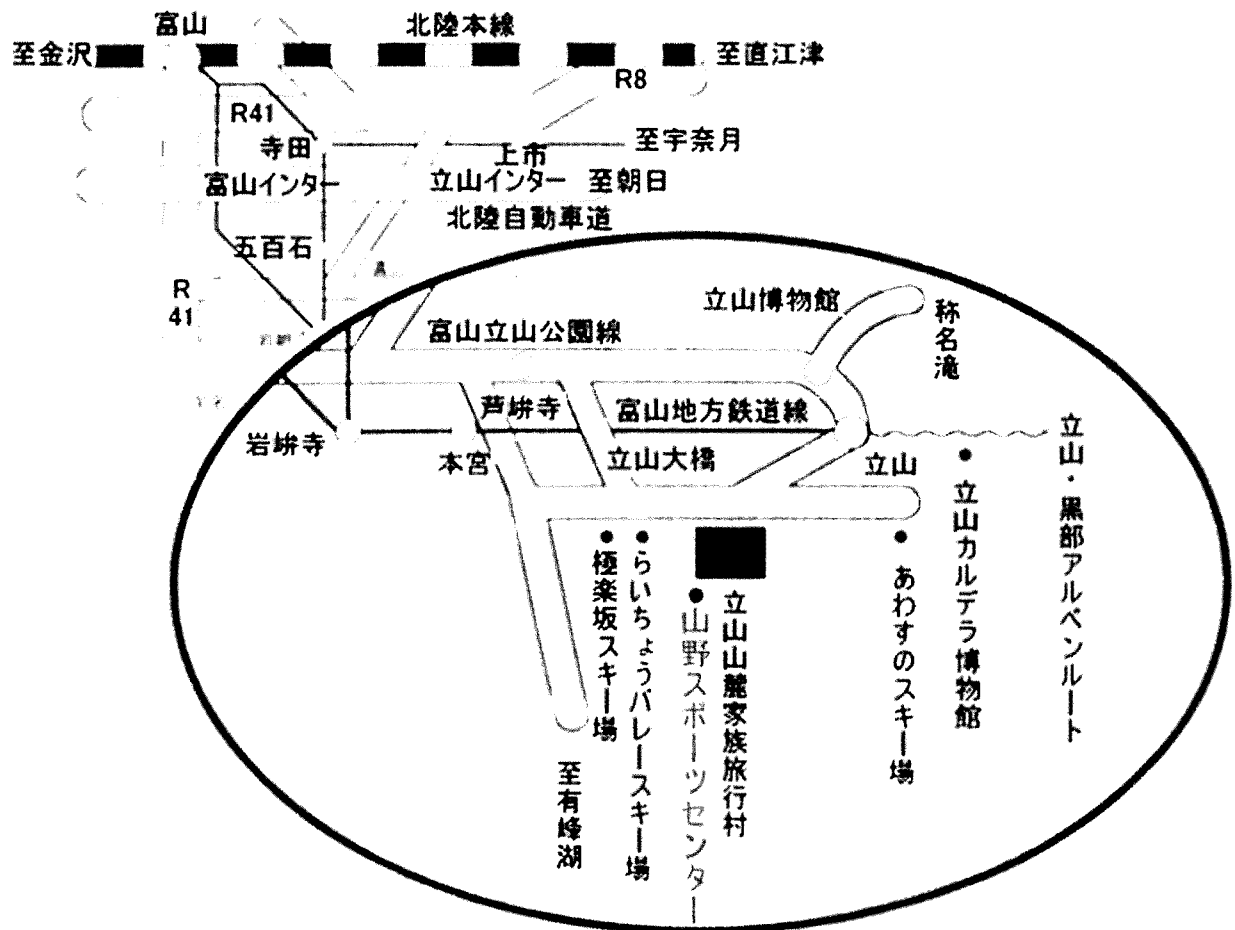 富山
北陸本線
至金沢
至直江津
R8
R41
寺田
至宇奈月
上市
富山インター
立山インター
至朝日
北陸自動車道
五百石
R
41
立山博物館
称名滝
富山立山公園線
芦峅寺
富山地方鉄道線
岩峅寺
本宮
立山大橋
立山
立山・黒部アルペンルート
立山カルデラ博物館
あわすのスキー場
立山山麓家族旅行村
山野スポーツセンター
らいちょうバレースキー場
極楽坂スキー場
至有峰湖